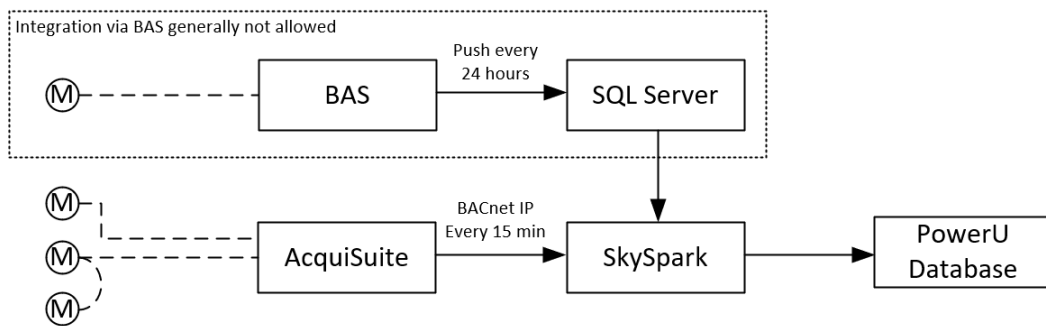 Integration via BAS generally not allowed
M
BAS
Push every
24 hours
SQL Server
M
M
M
AcquiSuite
BACnet IP
Every 15 min
SkySpark
PowerU
Database